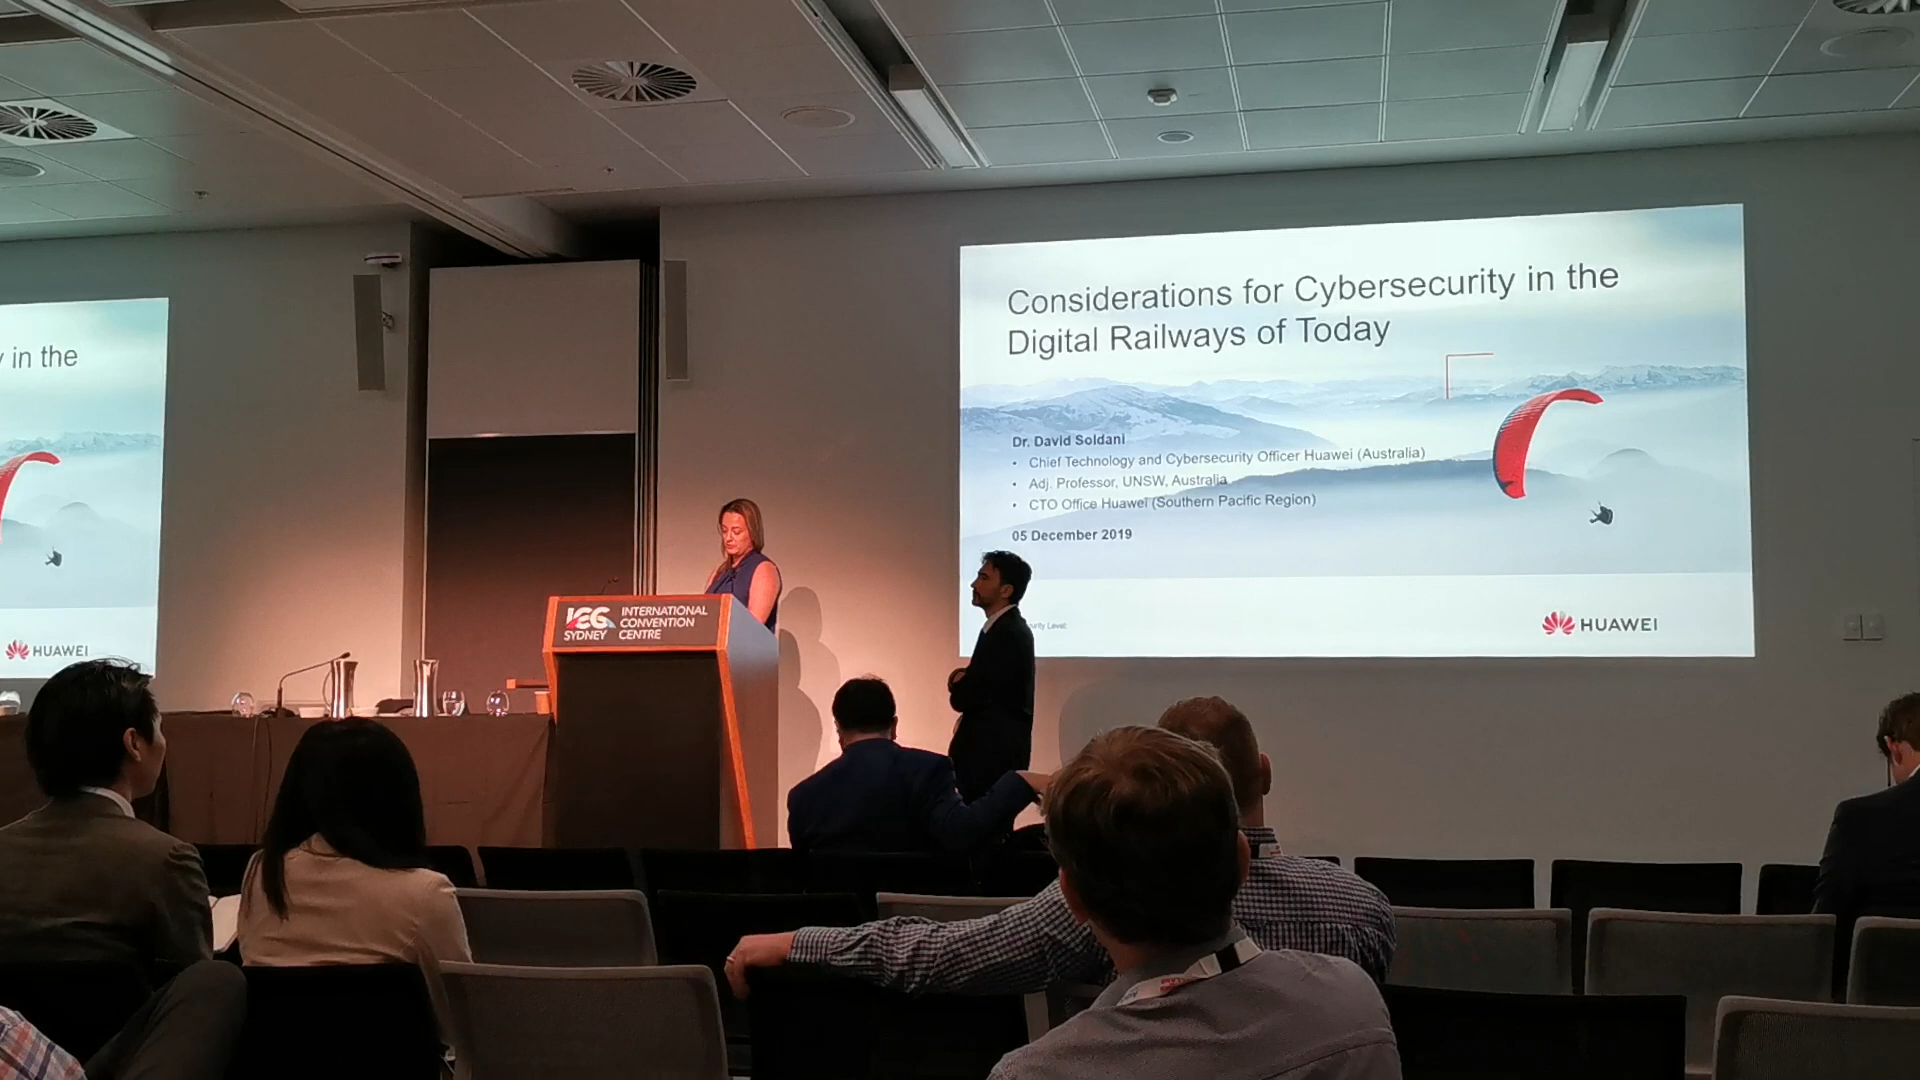 in the
HUAWEI
ICC
SYDNEY
INTERNATIONAL
CONVENTION
CENTRE
Considerations for Cybersecurity in the
Digital Railways of Today
Dr. David Soldani
• Chief Technology and Cybersecurity Officer Huawei (Australia)
• Adj. Professor, UNSW, Australia
• CTO Office Huawei (Southern Pacific Region)
05 December 2019
Level:
HUAWEI